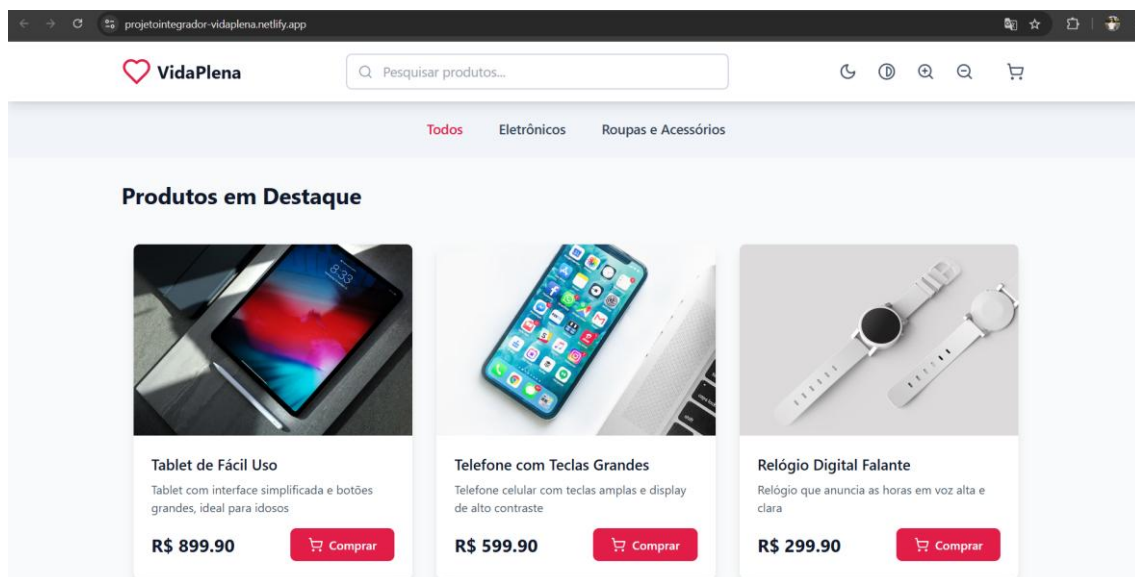 projetointegrador-vidaplena.netlify.app
VidaPlena
Pesquisar produtos...
Todos Eletrônicos Roupas e Acessórios
Produtos em Destaque
8:33
Tablet de Fácil Uso
Tablet com interface simplificada e botões
grandes, ideal para idosos
R$ 899.90
Comprar
Telefone com Teclas Grandes
Telefone celular com teclas amplas e display
de alto contraste
R$ 599.90
Comprar
Relógio Digital Falante
Relógio que anuncia as horas em voz alta e
clara
R$ 299.90
Comprar